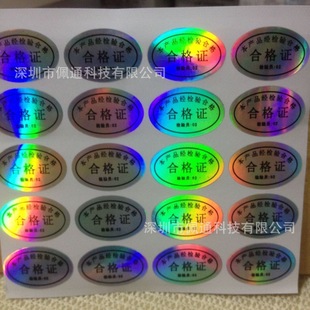 深圳市佩通科技有限公司
本产品经检验合格
合格证
检验员:02
深圳市佩通科技有限公司